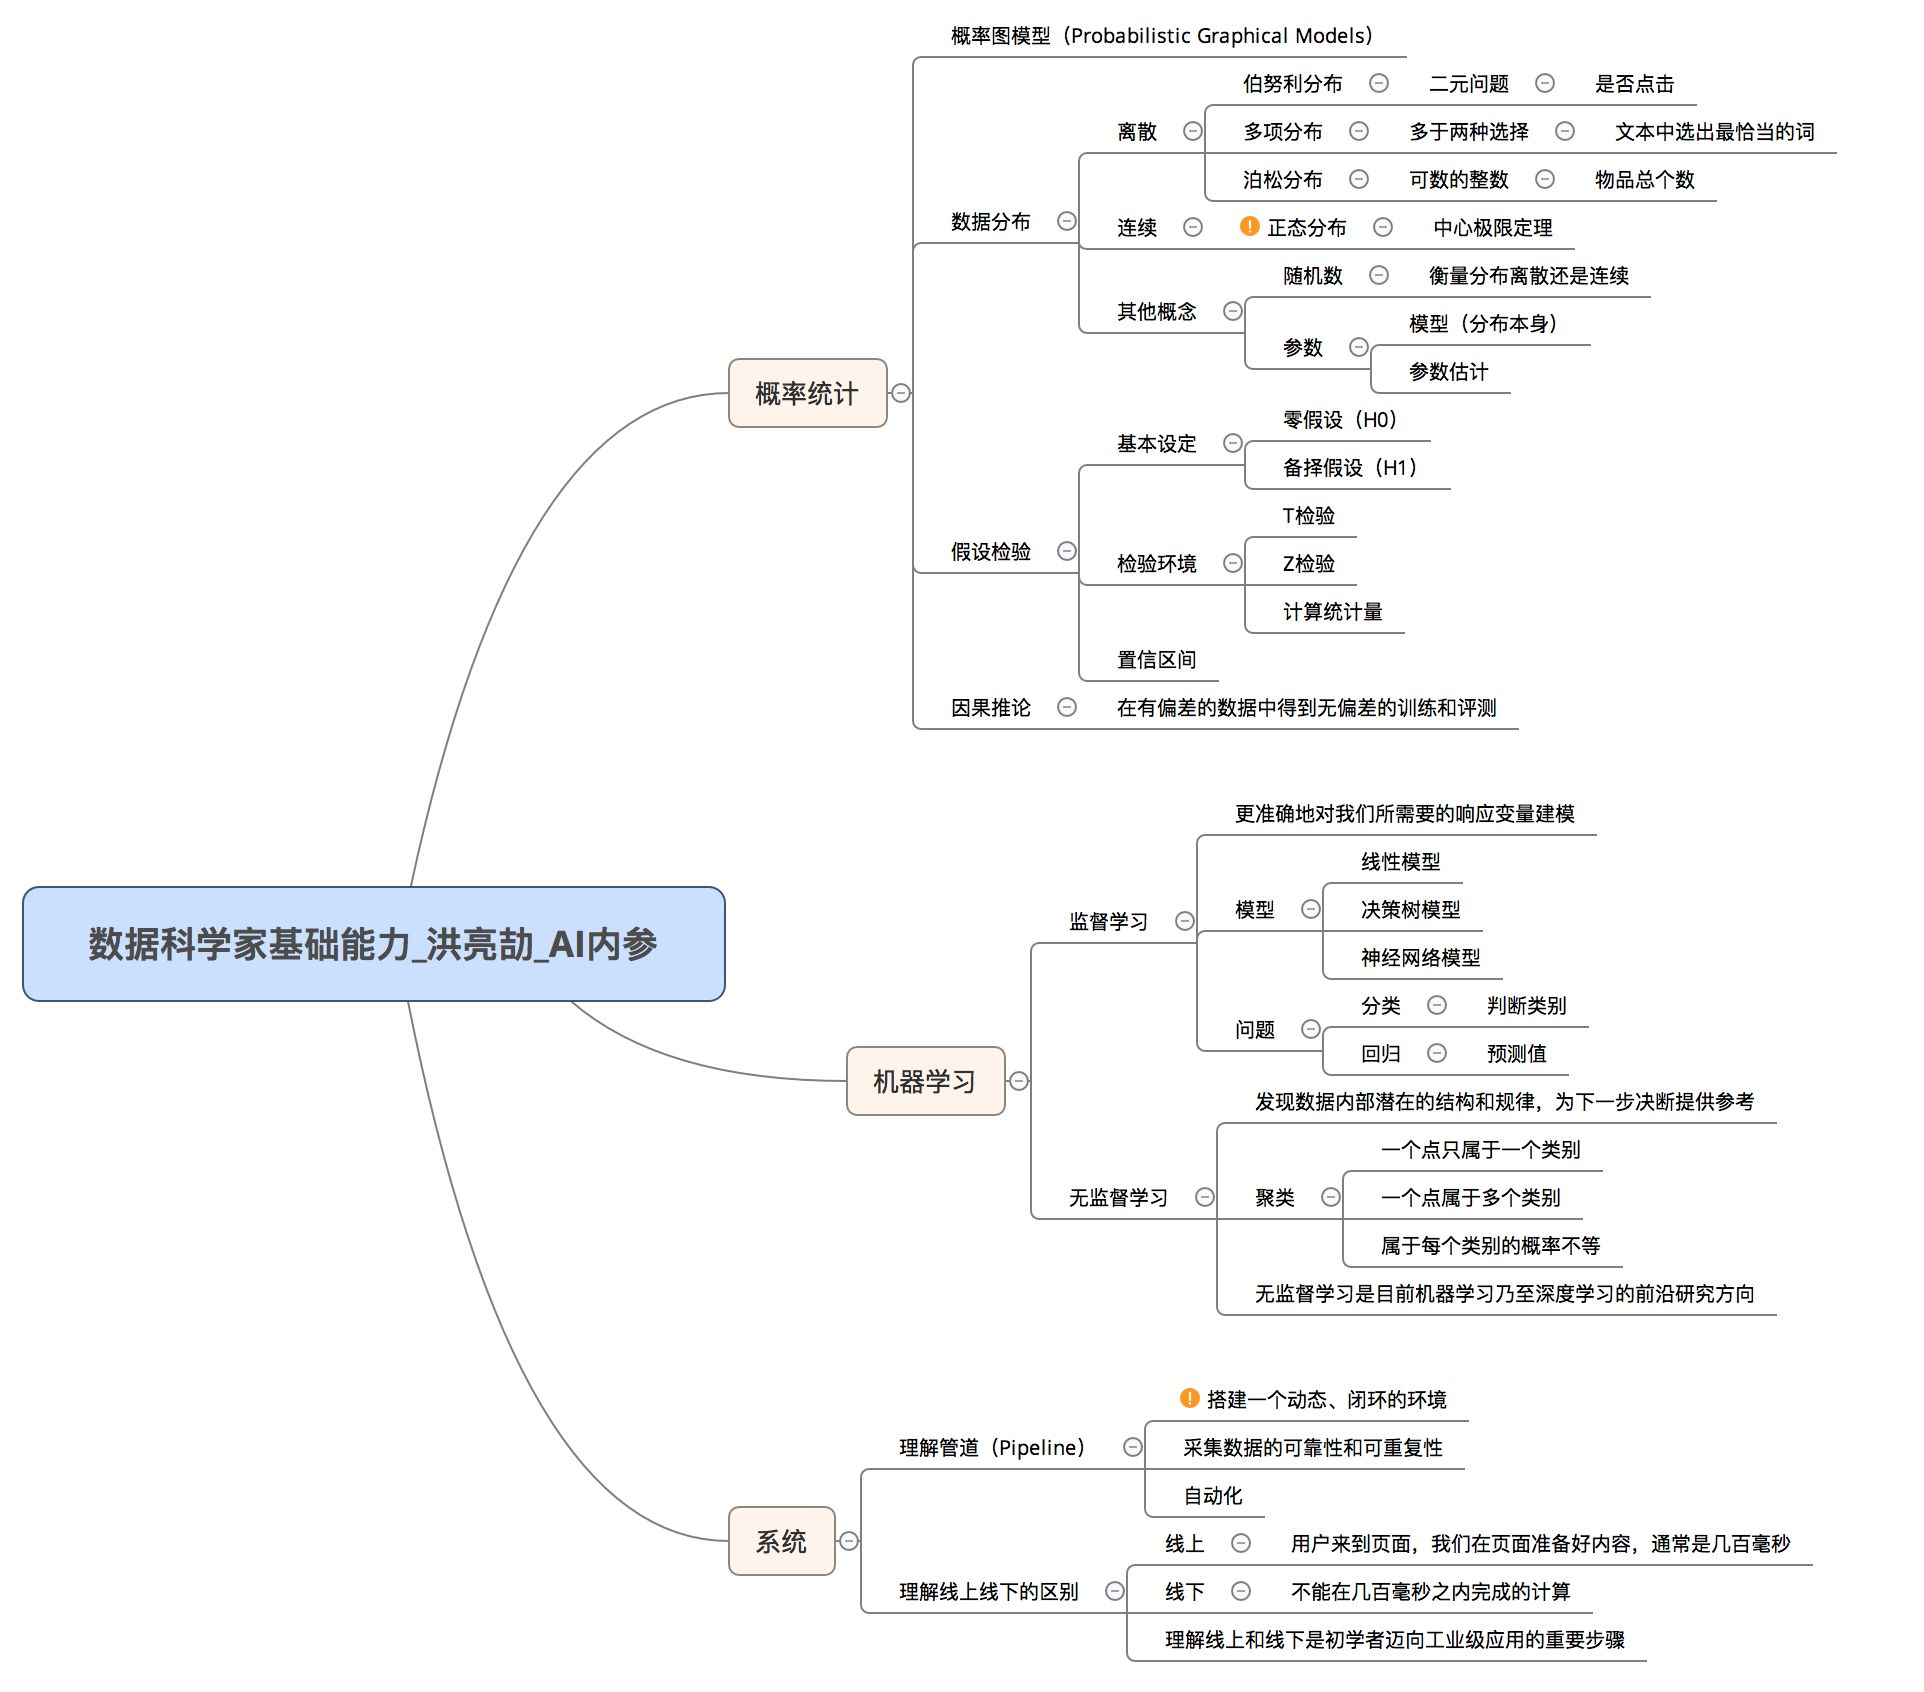 概率图模型（Probabilistic Graphical Models）
伯努利分布 二元问题 是否点击
离散 多项分布 多于两种选择 文本中选出最恰当的词
泊松分布 可数的整数 物品总个数
数据分布
连续 正态分布 中心极限定理
随机数 衡量分布离散还是连续
其他概念
模型（分布本身）
参数
参数估计
概率统计
零假设（H0）
基本设定
备择假设（H1）
T检验
假设检验
检验环境 Z检验
计算统计量
置信区间
因果推论 在有偏差的数据中得到无偏差的训练和评测
更准确地对我们所需要的响应变量建模
线性模型
监督学习 模型 决策树模型
神经网络模型
数据科学家基础能力_洪亮劼_AI内参
分类 判断类别
问题
回归 预测值
机器学习
发现数据内部潜在的结构和规律，为下一步决断提供参考
一个点只属于一个类别
无监督学习 聚类 一个点属于多个类别
属于每个类别的概率不等
无监督学习是目前机器学习乃至深度学习的前沿研究方向
搭建一个动态、闭环的环境
理解管道（Pipeline） 采集数据的可靠性和可重复性
自动化
系统
线上 用户来到页面，我们在页面准备好内容，通常是几百毫秒
理解线上线下的区别 线下 不能在几百毫秒之内完成的计算
理解线上和线下是初学者迈向工业级应用的重要步骤